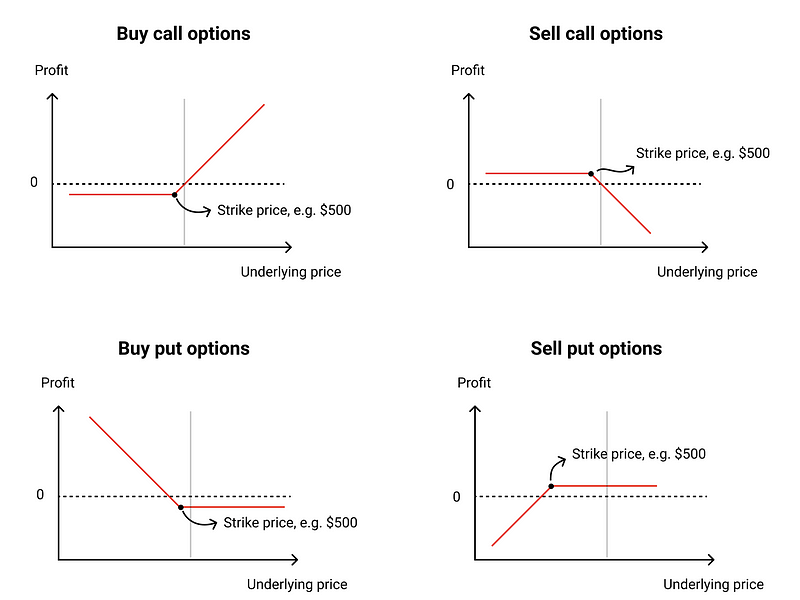 Buy call options
Profit
0
Strike price, e.g. $500
Underlying price
Sell call options
Profit
Strike price, e.g. $500
0
Underlying price
Buy put options
Profit
0
Strike price, e.g. $500
Underlying price
Sell put options
Profit
Strike price, e.g. $500
0
Underlying price